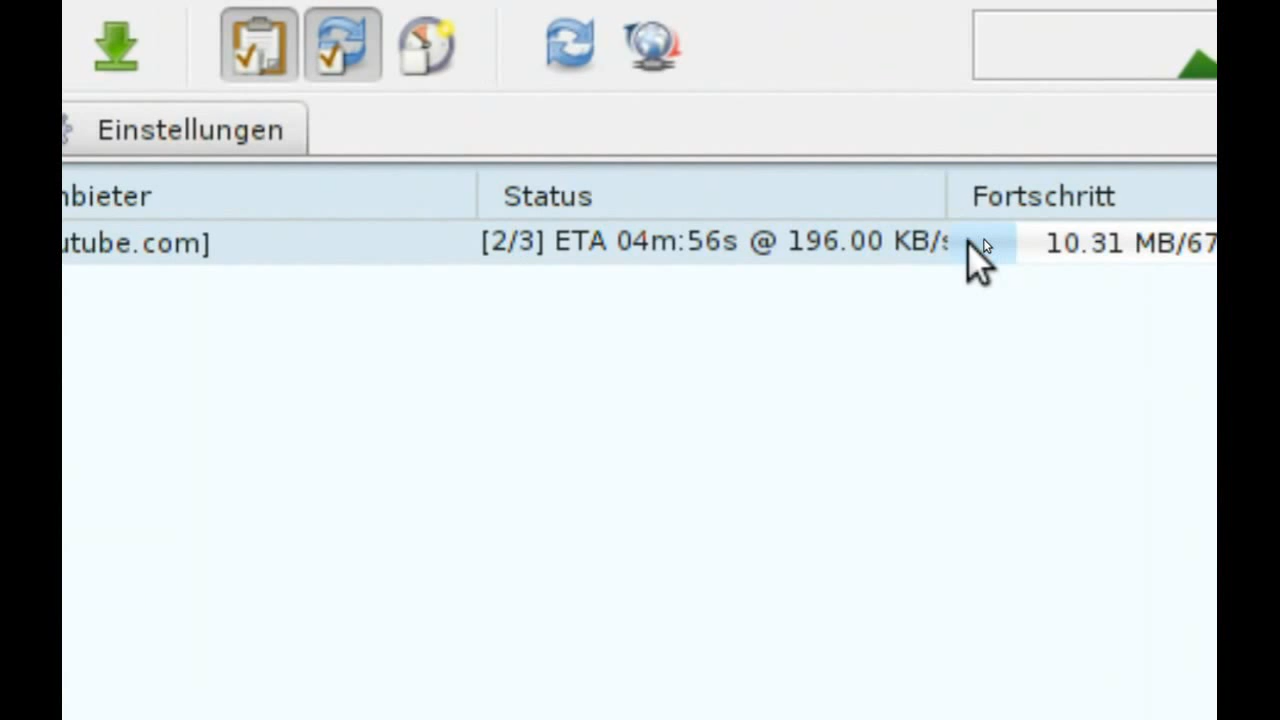 Einstellungen
nbieter Status Fortschritt
utube.com] [2/3] ETA 04m:56s @ 196.00 KB/s 10.31 MB/67